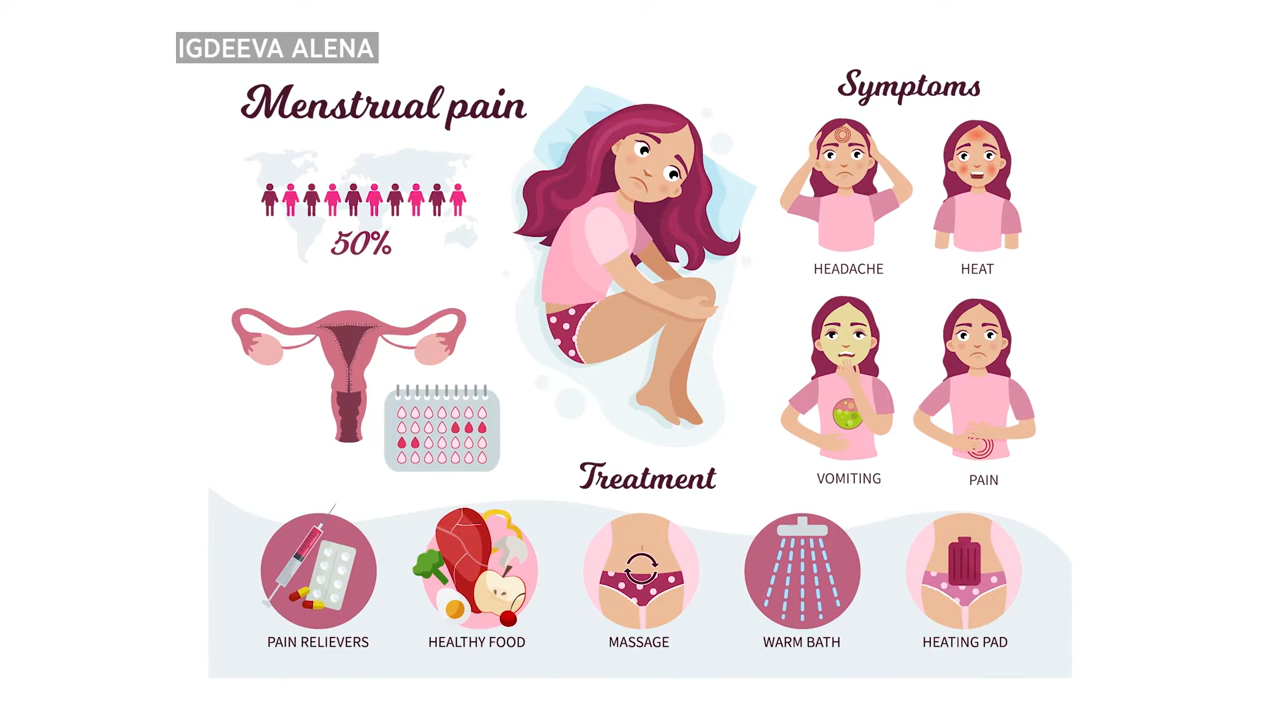 IGDEEVA ALENA
Menstrual pain
50%
Symptoms
HEADACHE
HEAT
VOMITING
PAIN
Treatment
PAIN RELIEVERS
HEALTHY FOOD
MASSAGE
WARM BATH
HEATING PAD